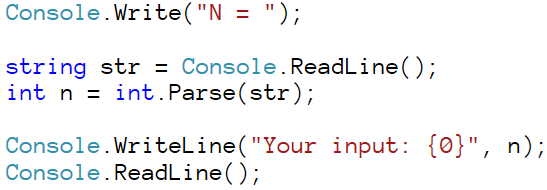 Console.Write("N = ");
string str = Console.ReadLine();
int n = int.Parse(str);
Console.WriteLine("Your input: {0}", n);
Console.ReadLine();